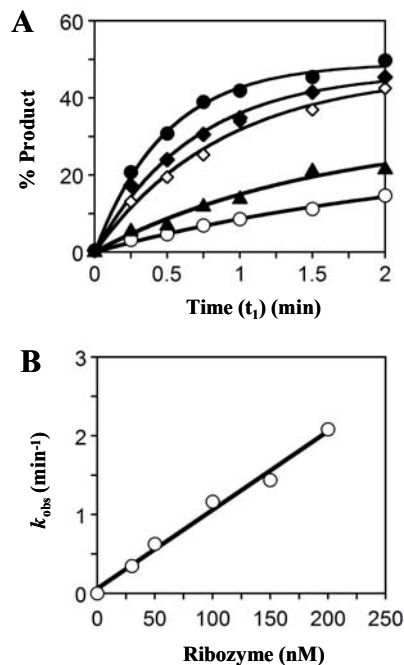 A
60
40
20
0
% Product
0 0.5 1 1.5 2
Time (t₁) (min)
B
3
2
1
0
kobs (min⁻¹)
0 50 100 150 200 250
Ribozyme (nM)